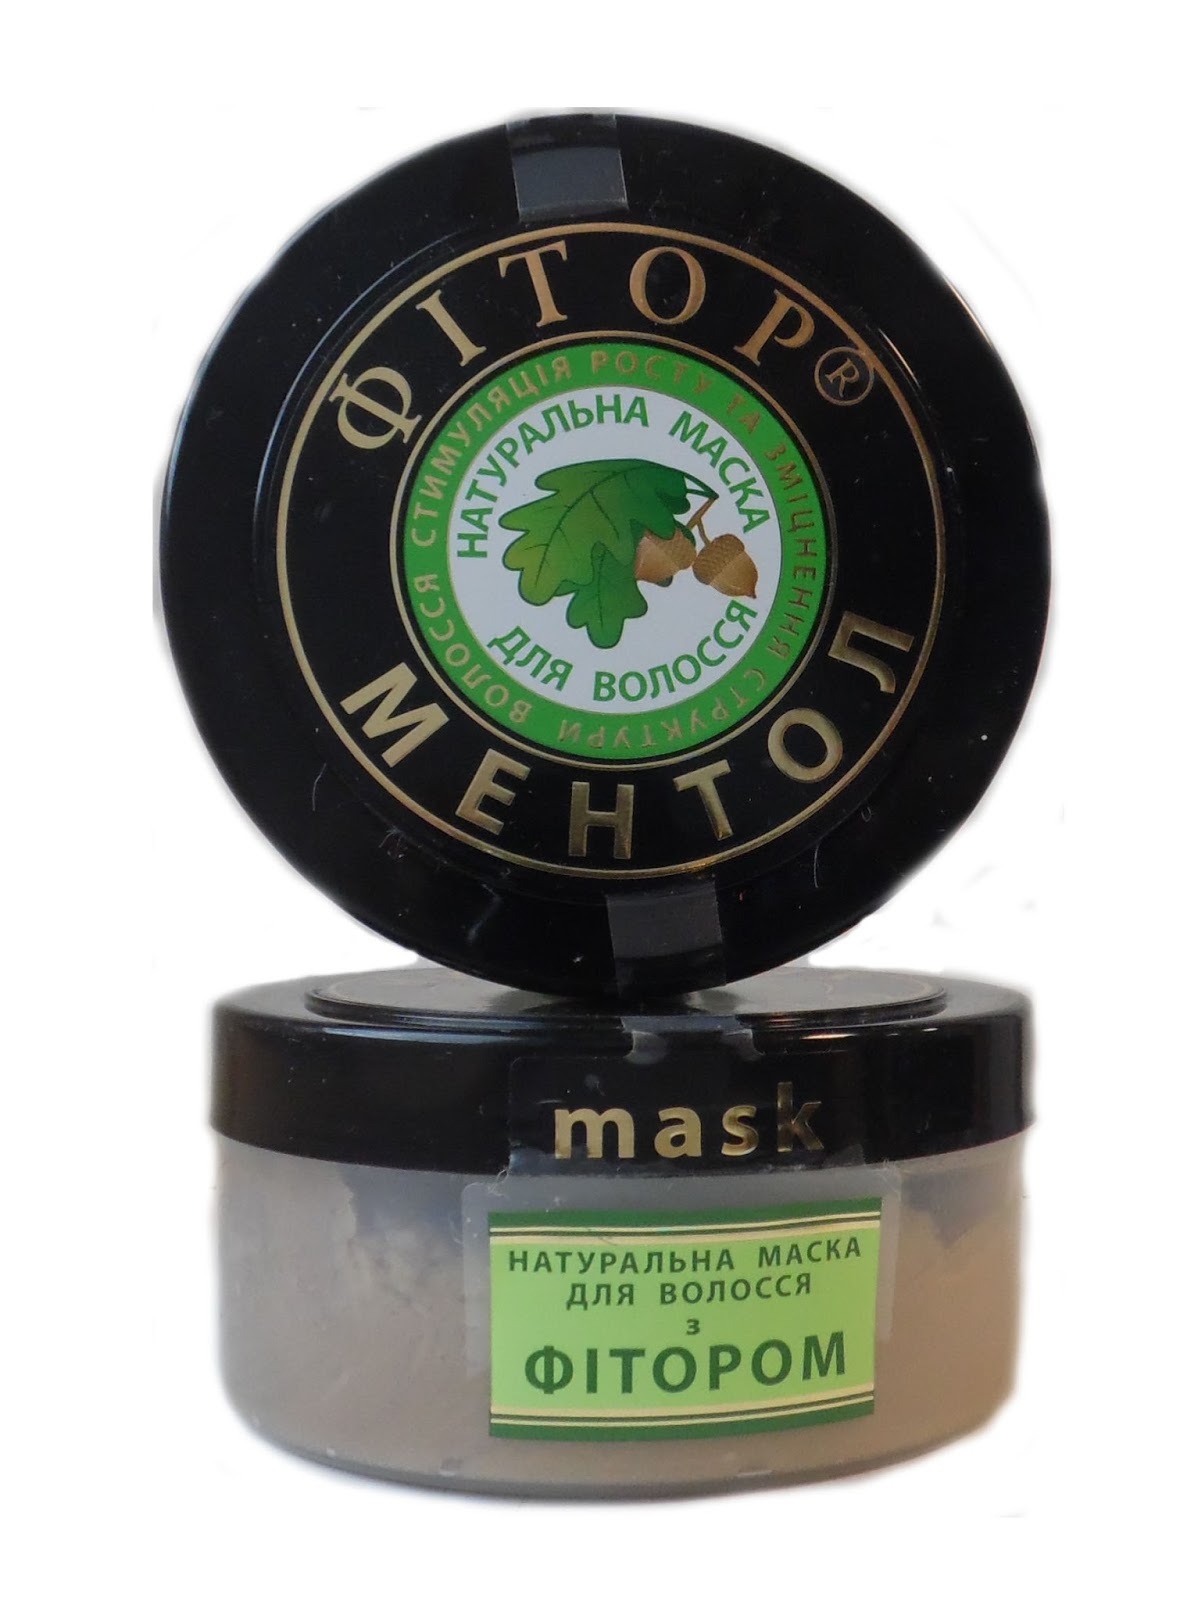 ФІТОР®
СТИМУЛЯЦІЯ РОСТУ ТА ЗМІЦНЕННЯ СТРУКТУРИ ВОЛОССЯ
НАТУРАЛЬНА МАСКА
ДЛЯ ВОЛОССЯ
МЕНТОЛ
mask
НАТУРАЛЬНА МАСКА
ДЛЯ ВОЛОССЯ
з
ФІТОРОМ